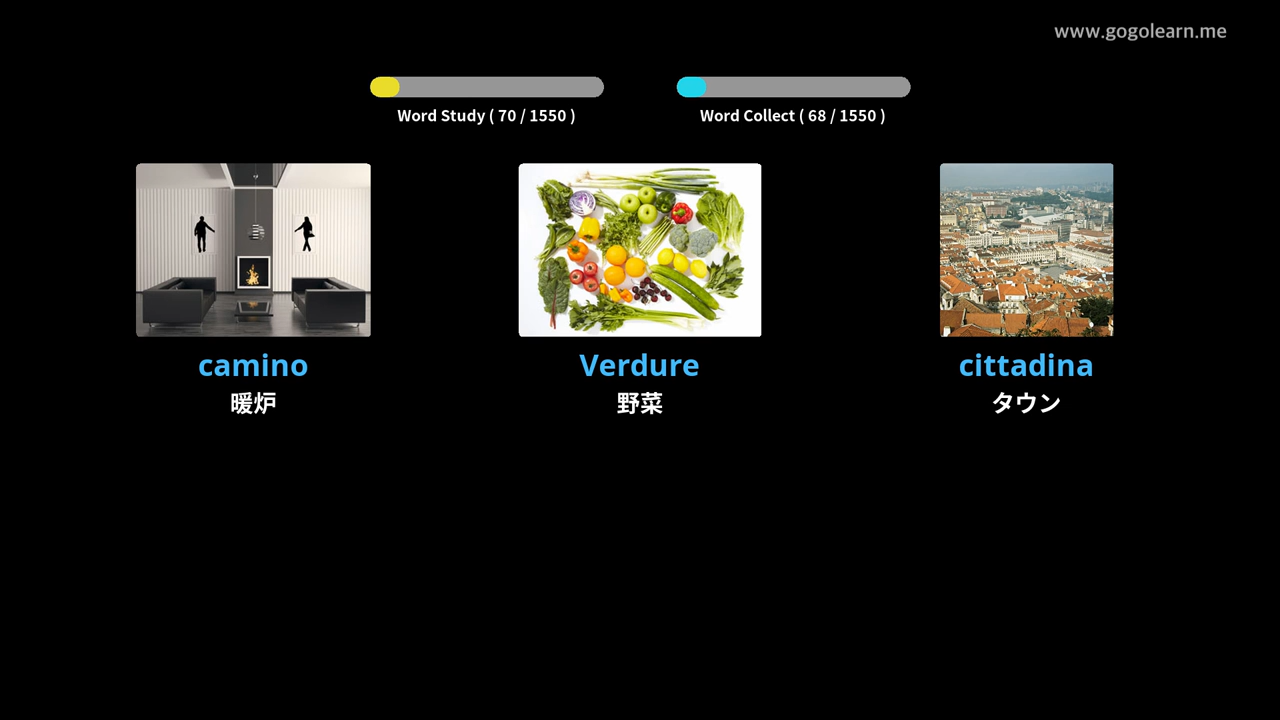 www.gogolearn.me
Word Study ( 70 / 1550 )
Word Collect ( 68 / 1550 )
camino
Verdure
cittadina
暖炉
野菜
タウン